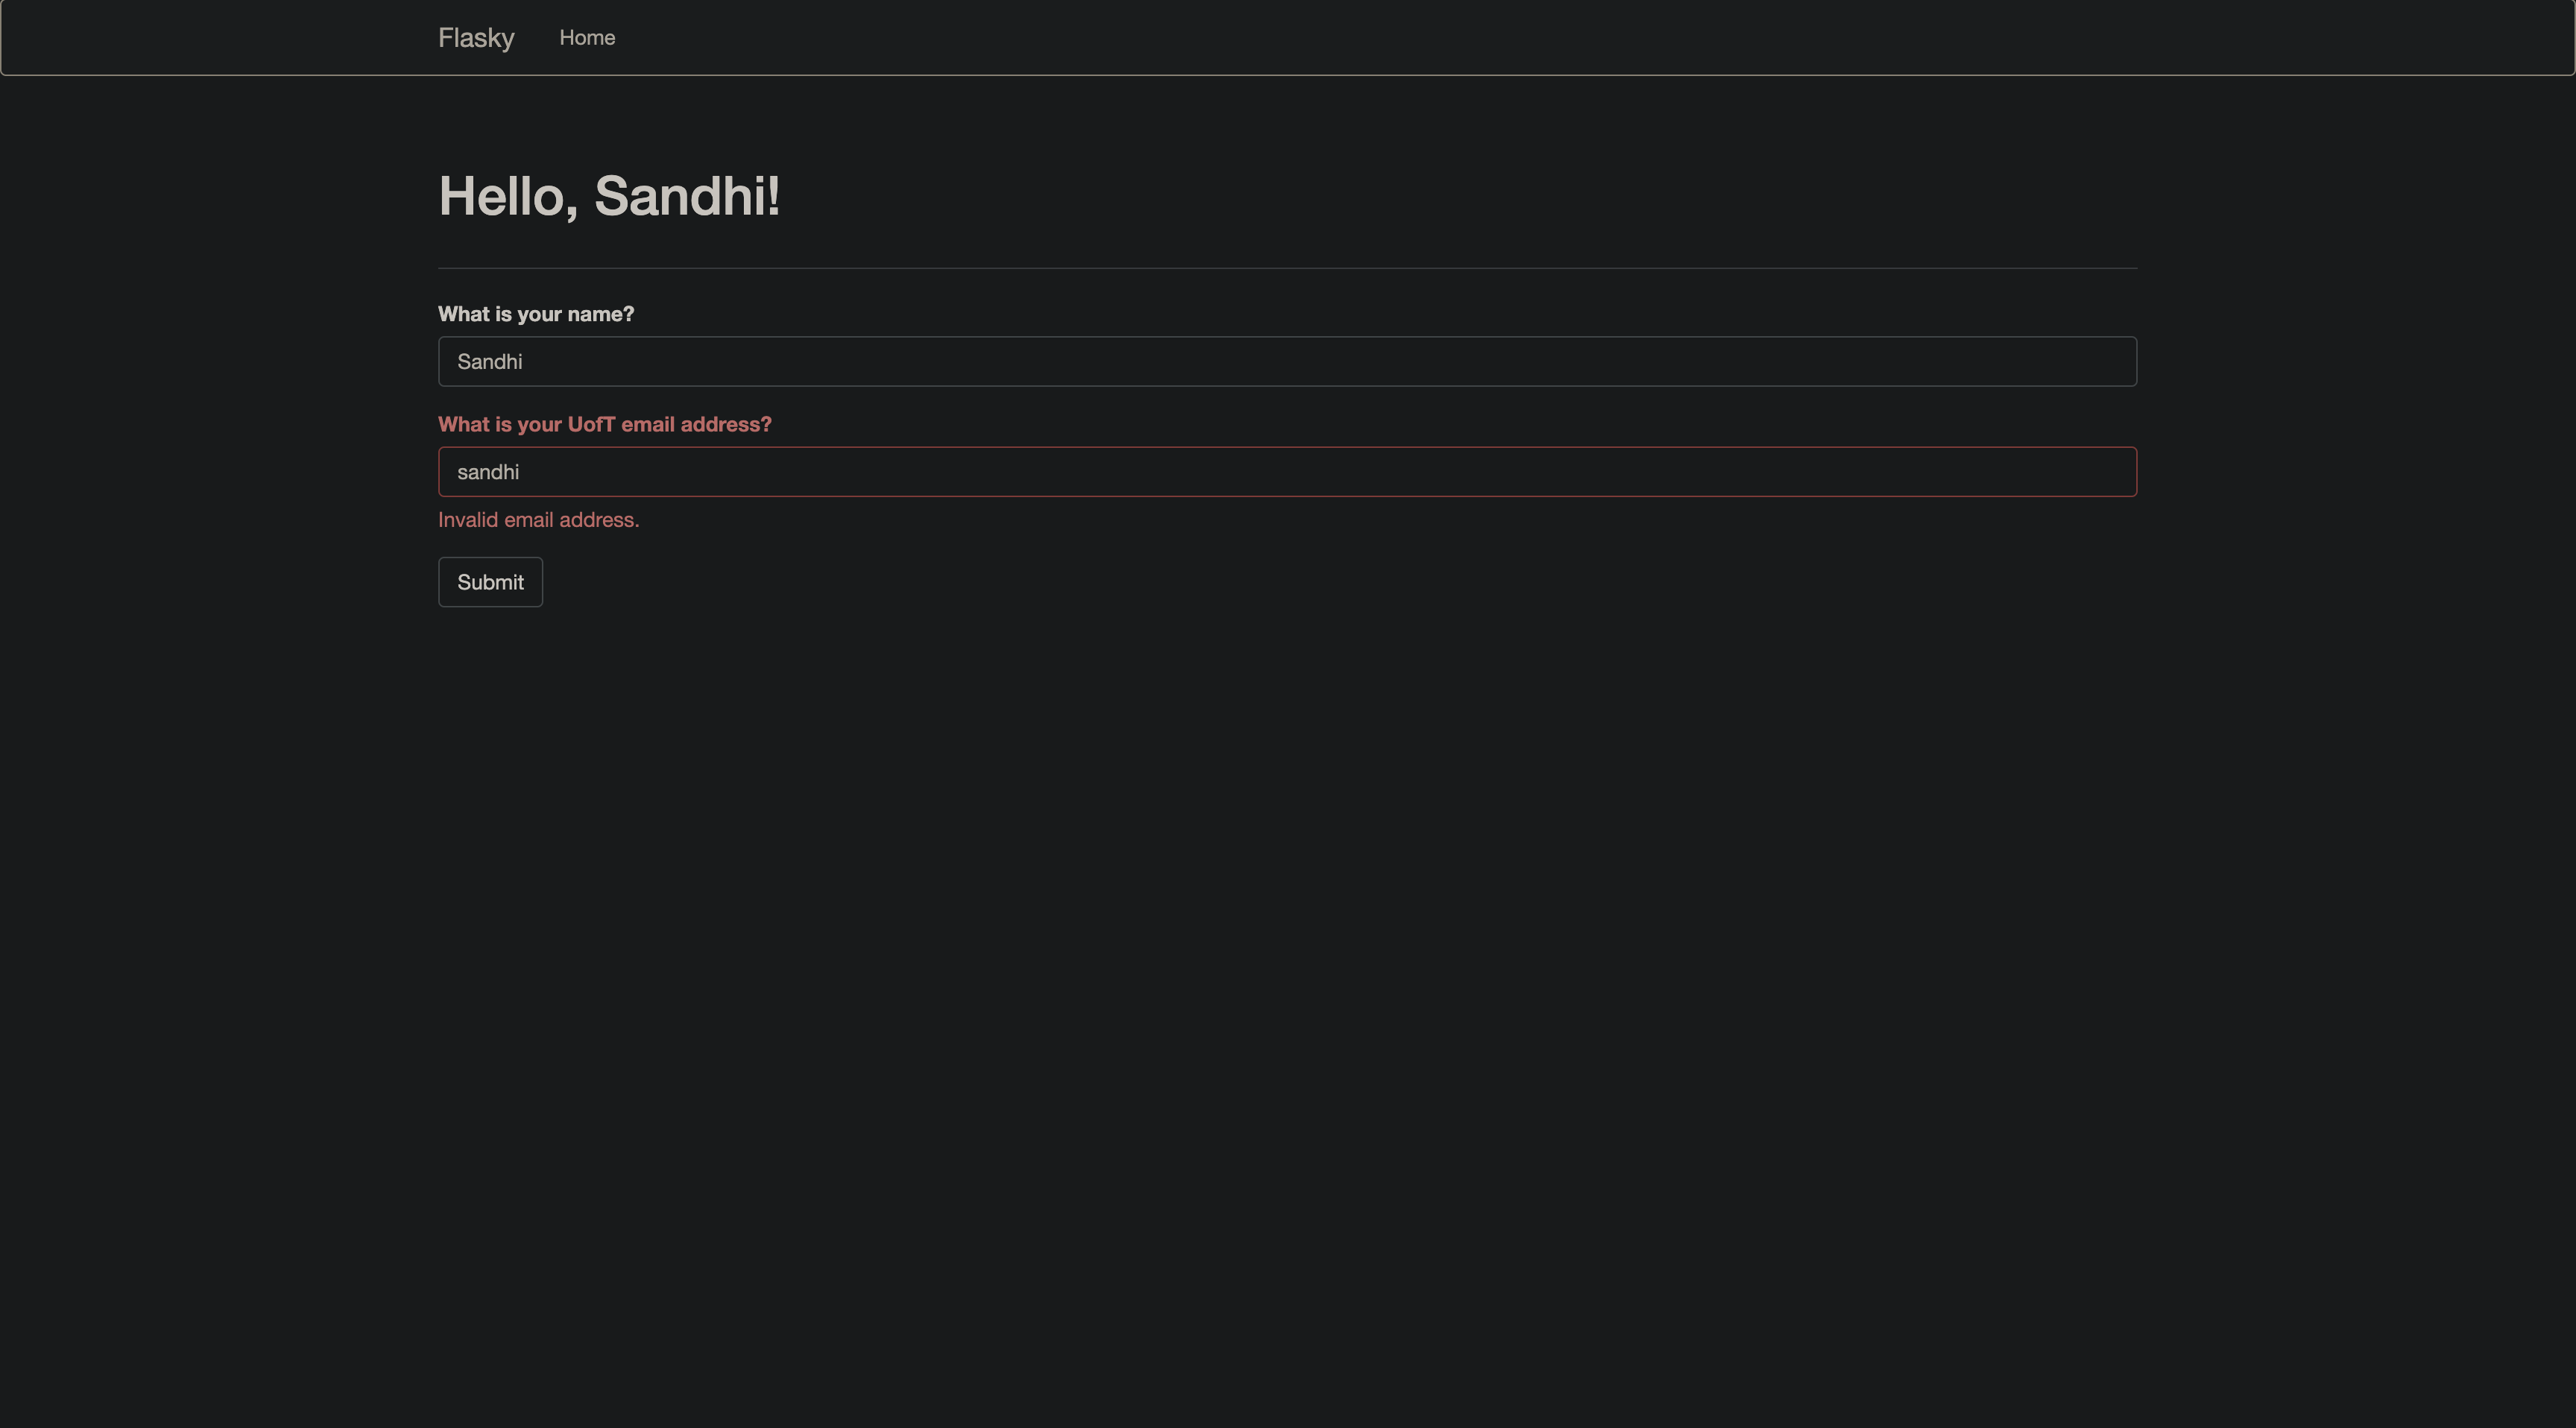 Flasky Home
Hello, Sandhi!
What is your name?
Sandhi
What is your UofT email address?
sandhi
Invalid email address.
Submit